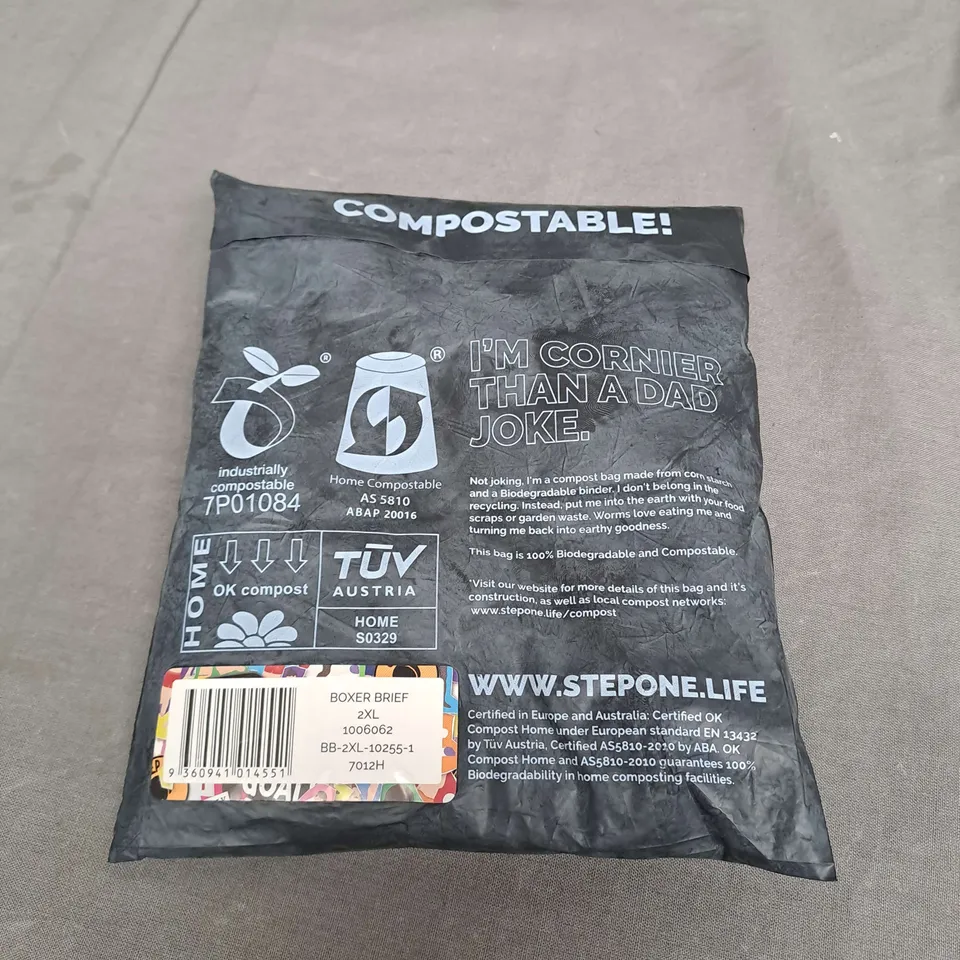 COMPOSTABLE!
®
industrially
compostable
7P01084
®
Home Compostable
AS 5810
ABAP 20016
HOME
OK compost
TÜV
AUSTRIA
HOME
S0329
I'M CORNIER
THAN A DAD
JOKE.
Not joking, I'm a compost bag made from corn starch
and a Biodegradable binder. I don't belong in the
recycling. Instead, put me into the earth with your food
scraps or garden waste. Worms love eating me and
turning me back into earthy goodness.
This bag is 100% Biodegradable and Compostable.
*Visit our website for more details of this bag and it's
construction, as well as local compost networks:
www.stepone.life/compost
WWW.STEPONE.LIFE
Certified in Europe and Australia: Certified OK
Compost Home under European standard EN 13432
by Tüv Austria. Certified AS5810-2010 by ABA. OK
Compost Home and AS5810-2010 guarantees 100%
Biodegradability in home composting facilities.
BOXER BRIEF
2XL
1006062
BB-2XL-10255-1
7012H
9 360941 014551
GOAT